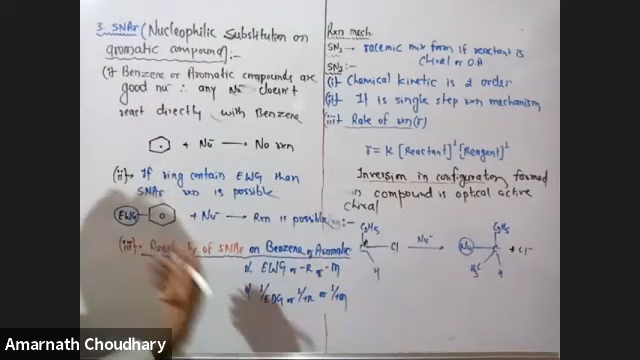 3. SNAr (Nucleophilic Substitution on
aromatic compound):-
(i) Benzene or Aromatic compounds are
good nu⁻ ∴ any Nu⁻ doesn't
react directly with Benzene
+ Nu⁻ → No rxn
(ii) → If ring contain EWG than
SNAr rxn is possible
EWG + Nu⁻ → Rxn is possible
(iii) → of SNAr on Benzene or Aromatic
∝ EWG or -R or -M
∝ 1/EDG or 1/+R or 1/+M
Rxn mech.
SN1 → racemic mix form if reactant is
chiral or O.A
SN2 :-
(i) Chemical kinetic is 2 order
(ii) It is single step rxn mechanism
(iii) Rate of rxn (r)
r = K [Reactant]¹ [Reagent]¹
Inversion in configuration formed
in compound is optical active
chiral
:-
C₂H₅ C₂H₅
C Cl Nu⁻ → Nu C + Cl⁻
H H₃C H
Amarnath Choudhary